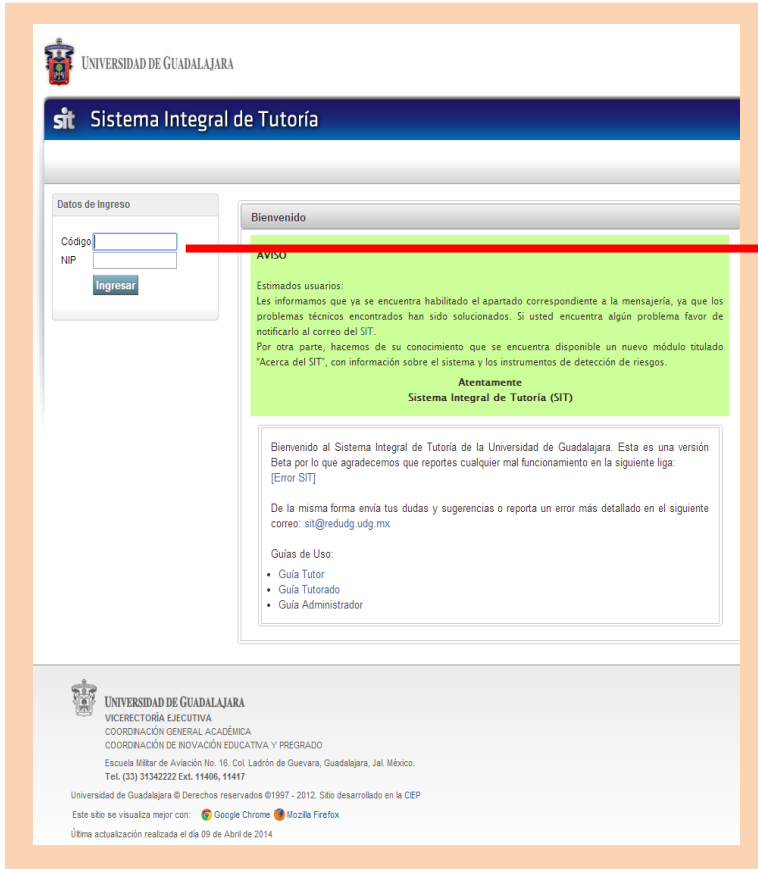 UNIVERSIDAD DE GUADALAJARA
sit Sistema Integral de Tutoría
Datos de Ingreso
Código
NIP
Ingresar
Bienvenido
AVISO
Estimados usuarios:
Les informamos que ya se encuentra habilitado el apartado correspondiente a la mensajería, ya que los
problemas técnicos encontrados han sido solucionados. Si usted encuentra algún problema favor de
notificarlo al correo del SIT.
Por otra parte, hacemos de su conocimiento que se encuentra disponible un nuevo módulo titulado
"Acerca del SIT", con información sobre el sistema y los instrumentos de detección de riesgos.
Atentamente
Sistema Integral de Tutoría (SIT)
Bienvenido al Sistema Integral de Tutoría de la Universidad de Guadalajara. Esta es una versión
Beta por lo que agradecemos que reportes cualquier mal funcionamiento en la siguiente liga:
[Error SIT]
De la misma forma envía tus dudas y sugerencias o reporta un error más detallado en el siguiente
correo: sit@redudg.udg.mx
Guías de Uso:
• Guía Tutor
• Guía Tutorado
• Guía Administrador
UNIVERSIDAD DE GUADALAJARA
VICERECTORÍA EJECUTIVA
COORDINACIÓN GENERAL ACADÉMICA
COORDINACIÓN DE INOVACIÓN EDUCATIVA Y PREGRADO
Escuela Militar de Aviación No. 16. Col. Ladrón de Guevara, Guadalajara, Jal. México.
Tel. (33) 31342222 Ext. 11406,
11417
Universidad de Guadalajara © Derechos reservados ©1997 - 2012. Sitio desarrollado en la CIEP
Este sitio se visualiza mejor con: Google Chrome Mozilla Firefox
Última actualización realizada el día 09 de Abril de 2014